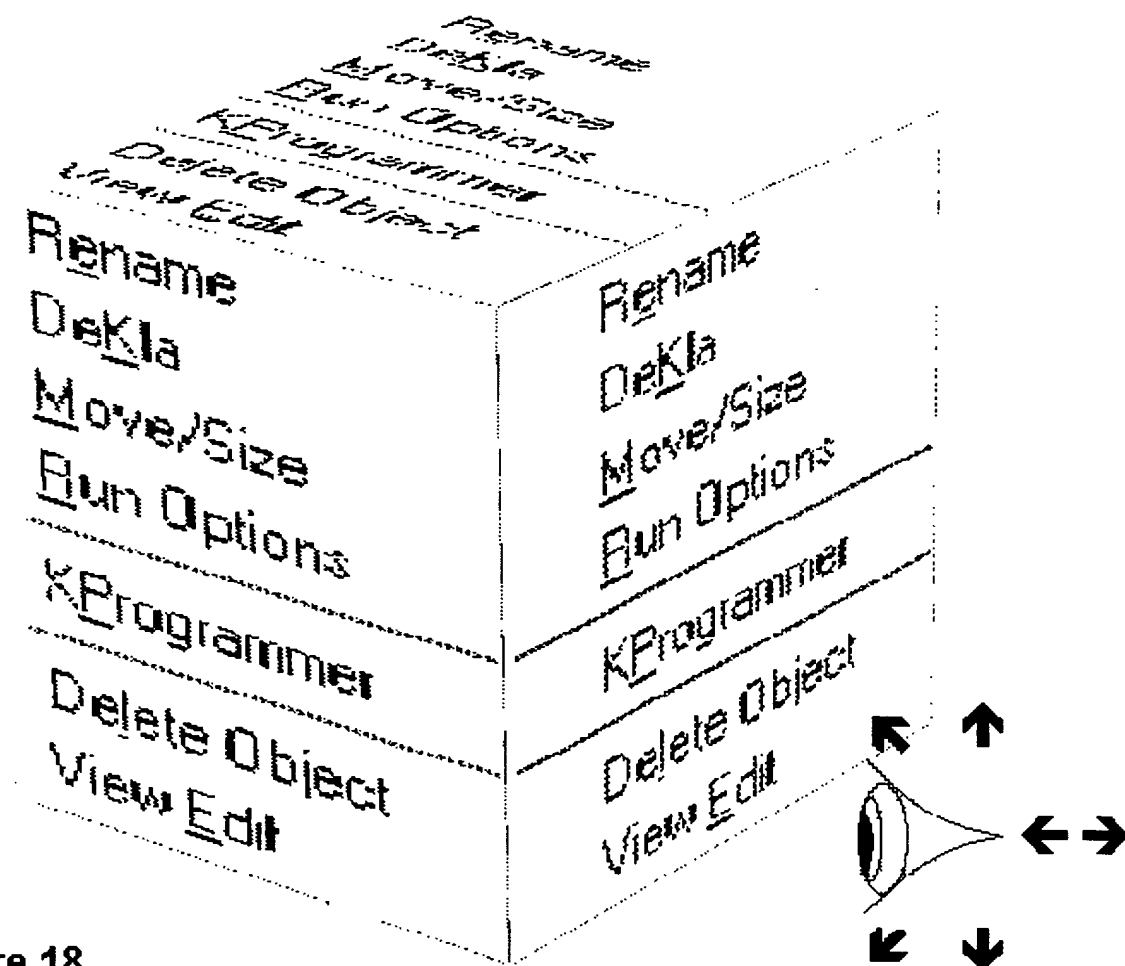 Rename
DeKla
Move/Size
Run Options
KProgrammer
Delete Object
View Edit
Rename
DeKla
Move/Size
Run Options
KProgrammer
Delete Object
View Edit
Rename
DeKla
Move/Size
Run Options
KProgrammer
Delete Object
View Edit
18